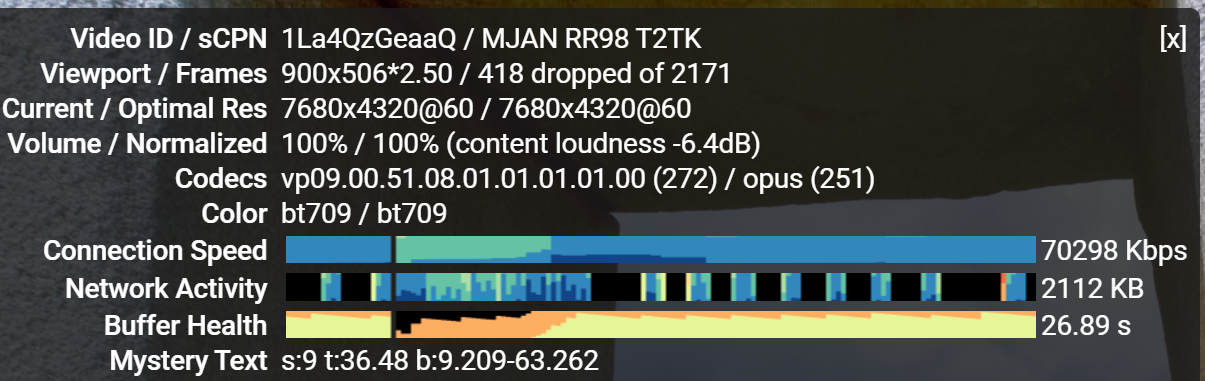 Video ID / sCPN 1La4QzGeaaQ / MJAN RR98 T2TK [x]
Viewport / Frames 900x506*2.50 / 418 dropped of 2171
Current / Optimal Res 7680x4320@60 / 7680x4320@60
Volume / Normalized 100% / 100% (content loudness -6.4dB)
Codecs vp09.00.51.08.01.01.01.01.00 (272) / opus (251)
Color bt709 / bt709
Connection Speed 70298 Kbps
Network Activity 2112 KB
Buffer Health 26.89 s
Mystery Text s:9 t:36.48 b:9.209-63.262